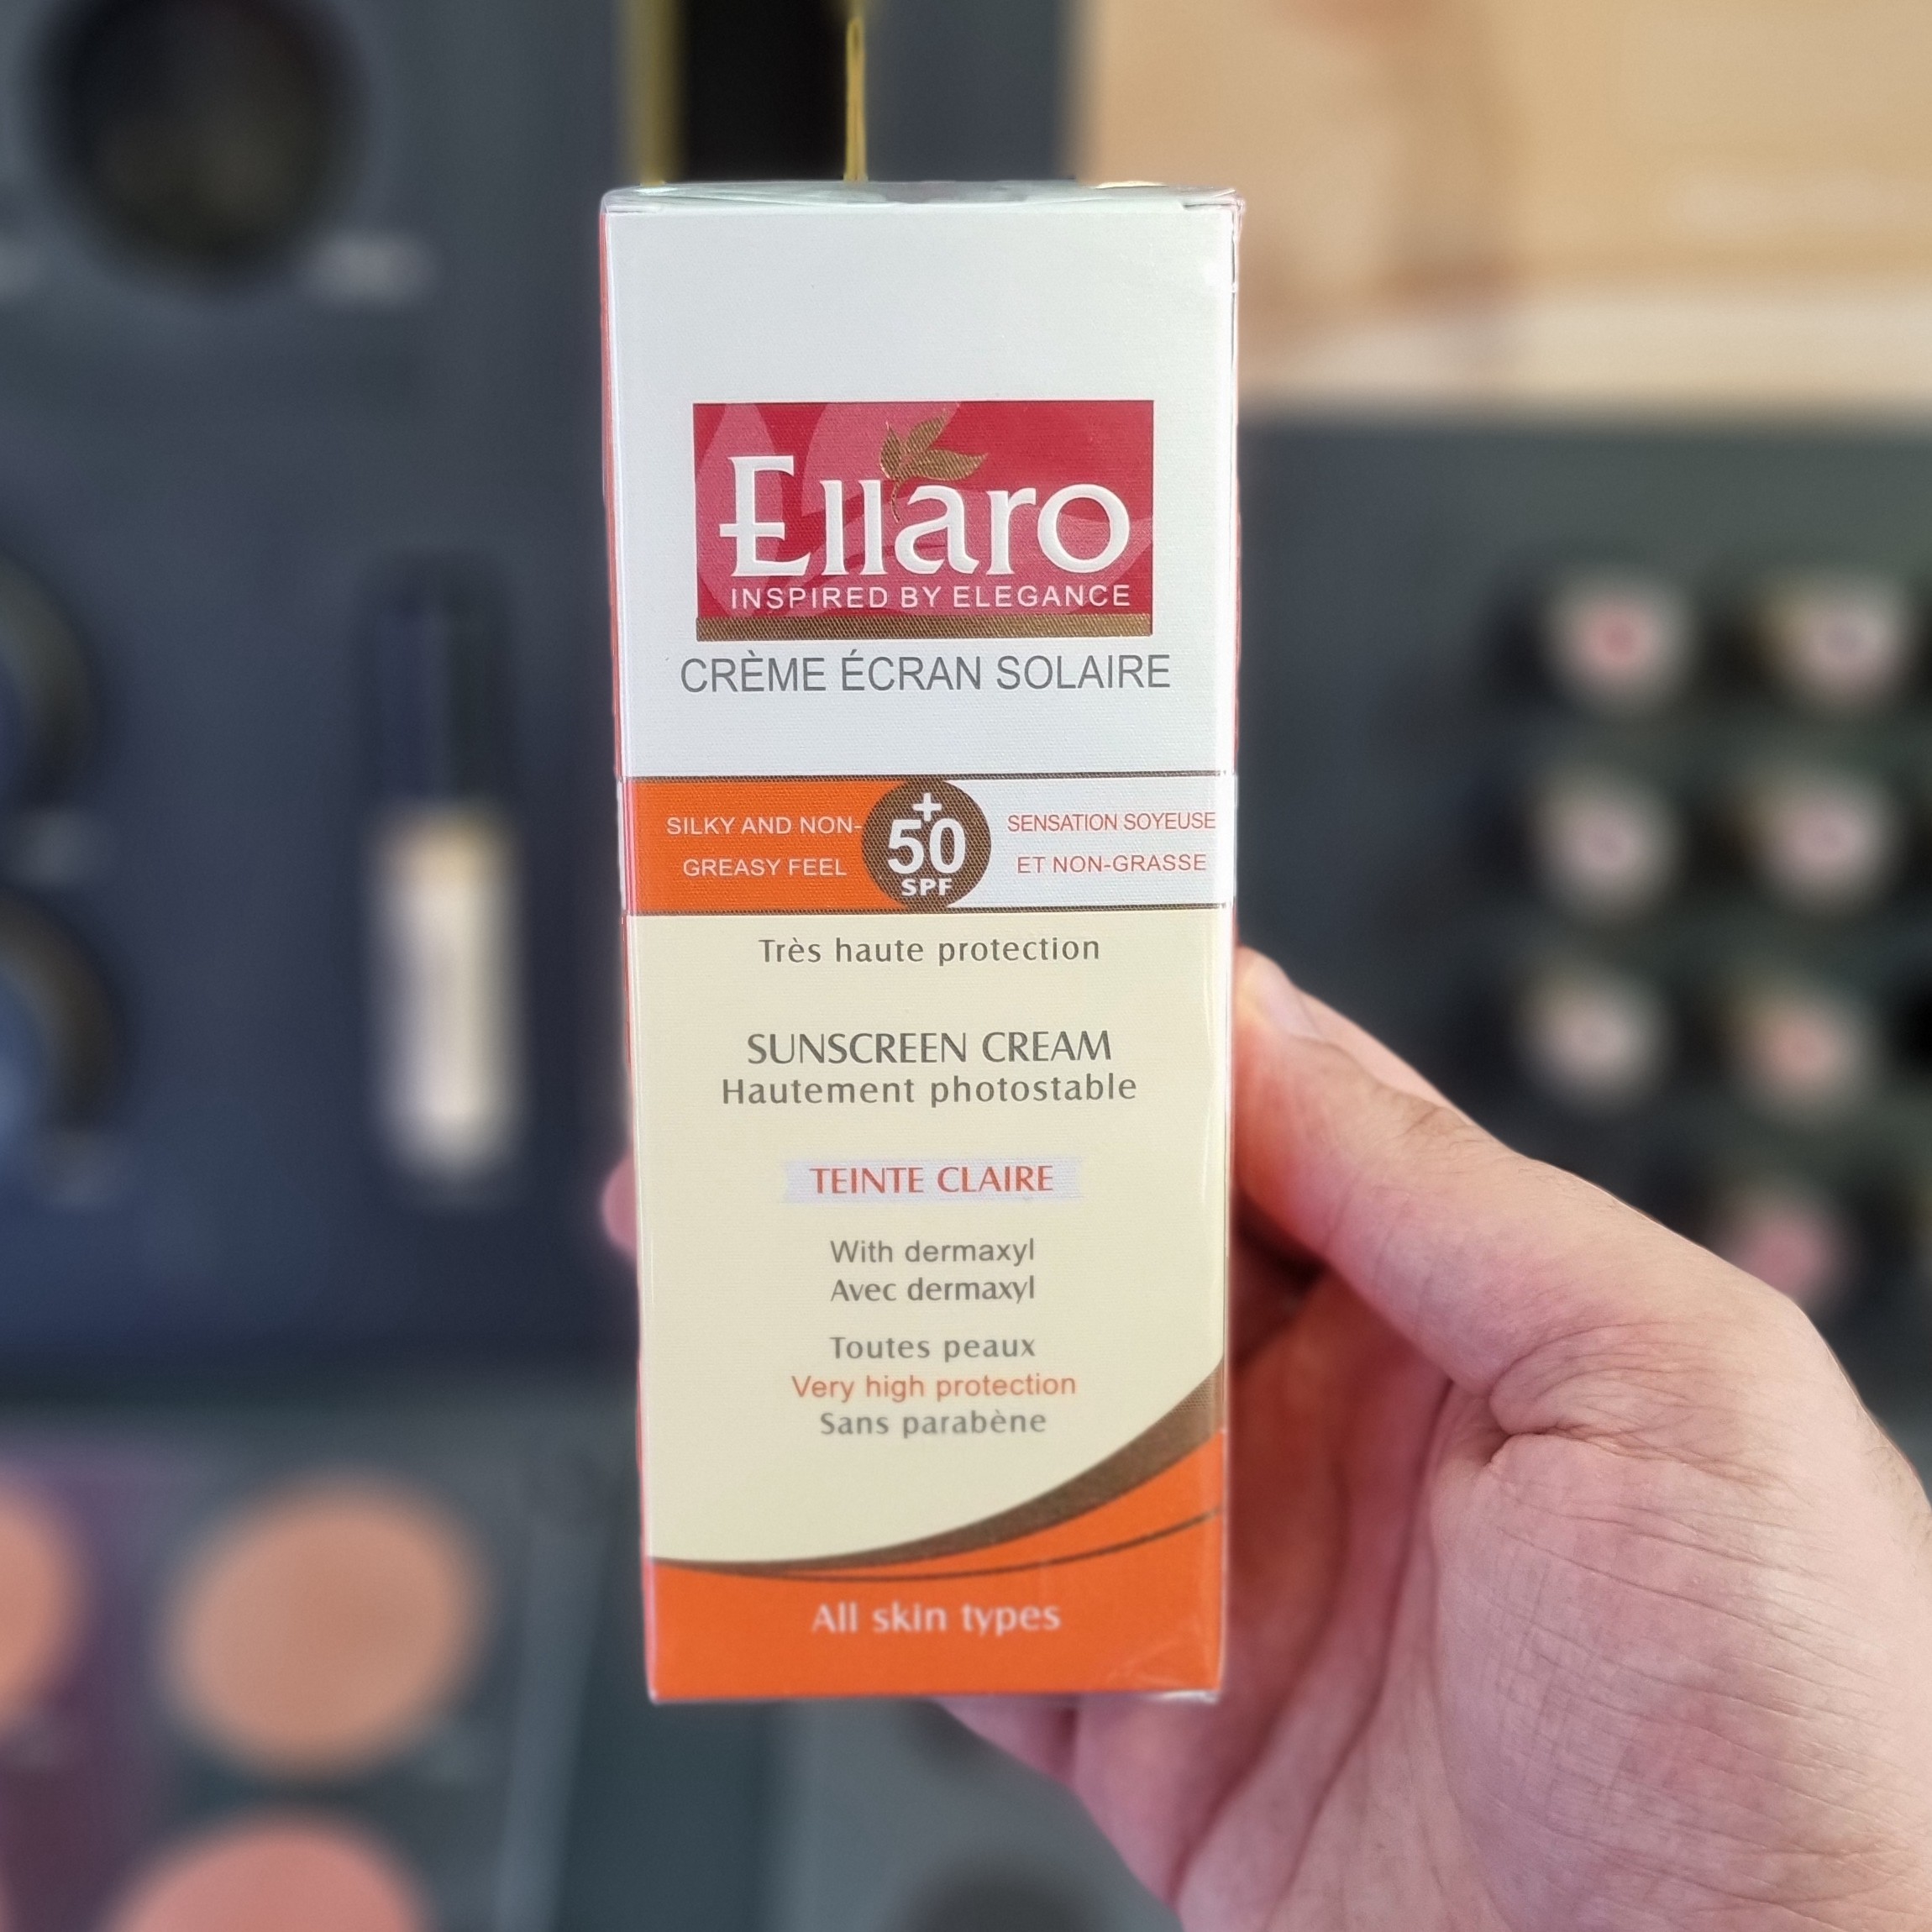 Ellaro
INSPIRED BY ELEGANCE
CRÈME ÉCRAN SOLAIRE
SILKY AND NON-
GREASY FEEL
+
50
SPF
SENSATION SOYEUSE
ET NON-GRASSE
Très haute protection
SUNSCREEN CREAM
Hautement photostable
TEINTE CLAIRE
With dermaxyl
Avec dermaxyl
Toutes peaux
Very high protection
Sans parabène
All skin types